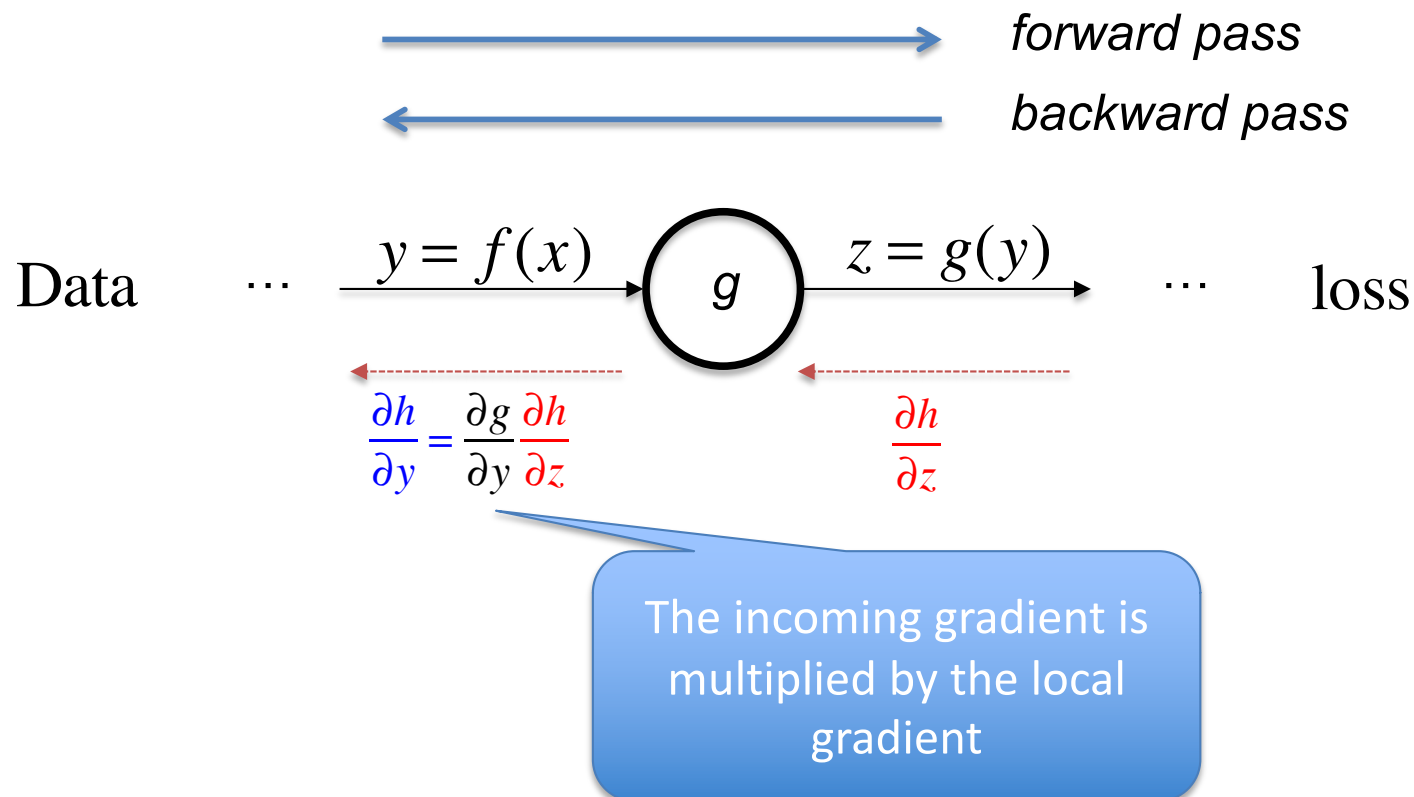 forward pass
backward pass
Data ... y = f(x) g z = g(y) ... loss
∂h/∂y = ∂g/∂y ∂h/∂z
∂h/∂z
The incoming gradient is
multiplied by the local
gradient